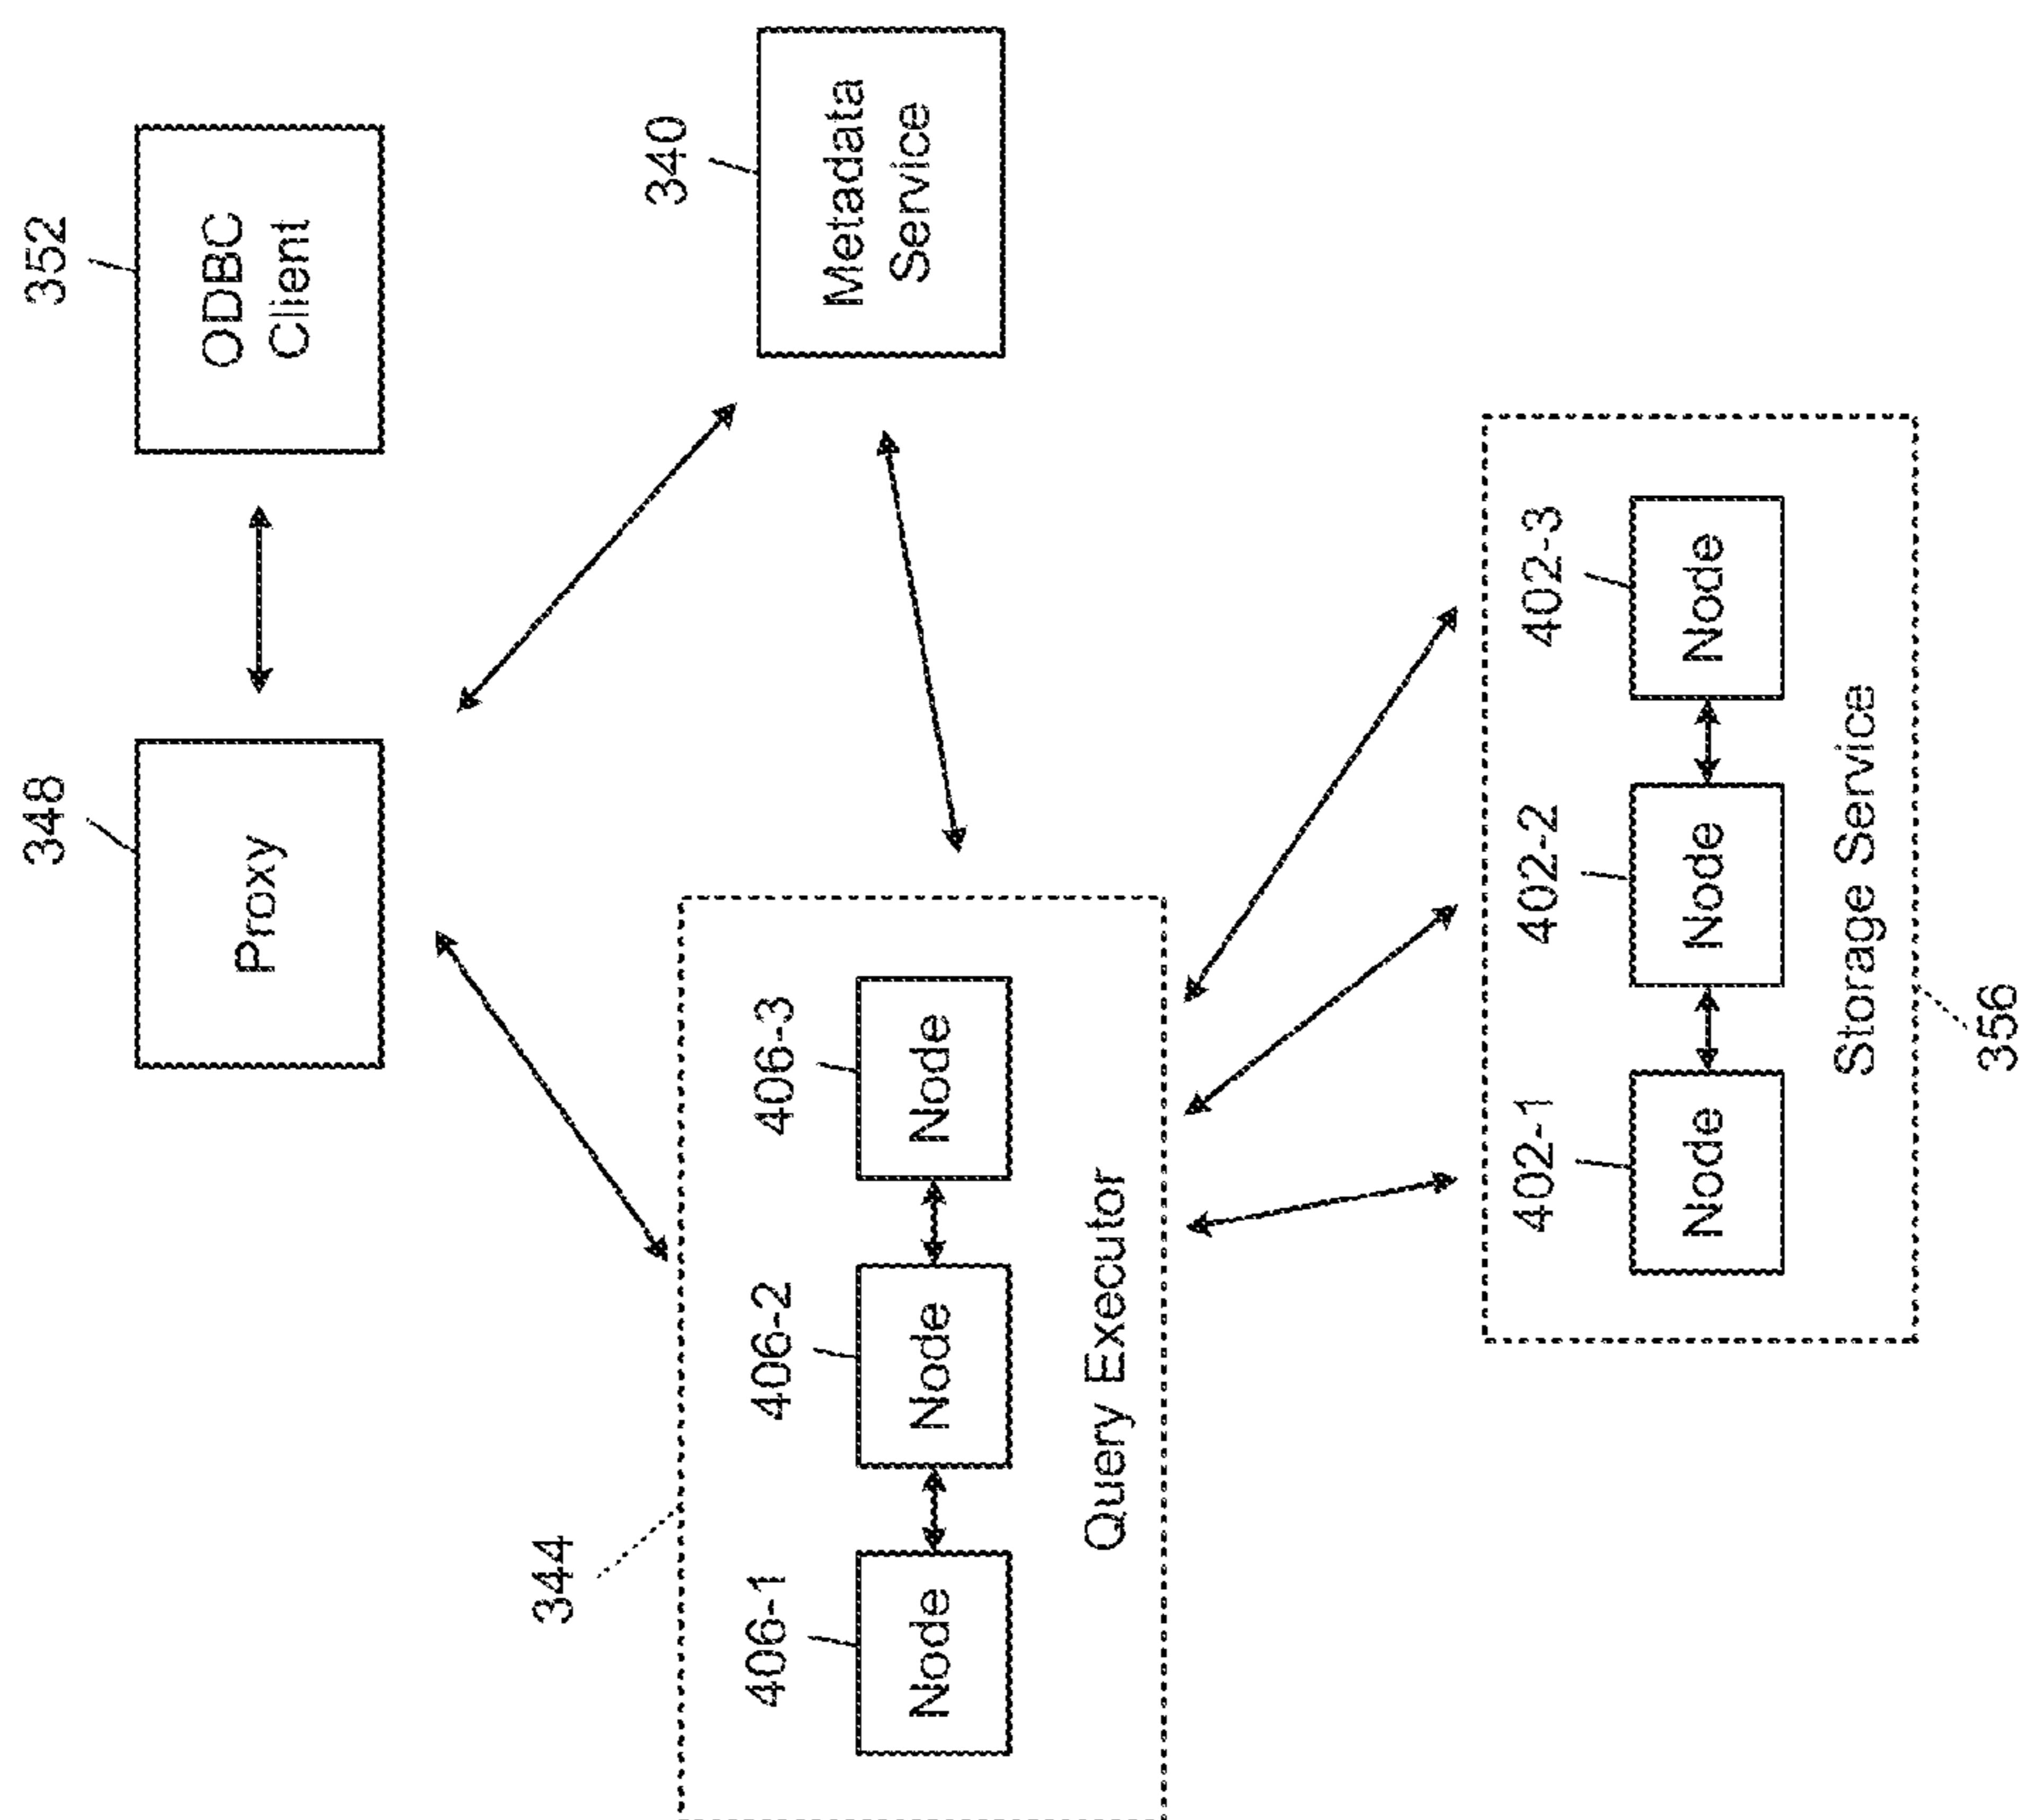 352
ODBC
Client
348
Proxy
340
Metadata
Service
344
406-1
406-2
406-3
Node
Node
Node
Query Executor
402-1
402-2
402-3
Node
Node
Node
Storage Service
356